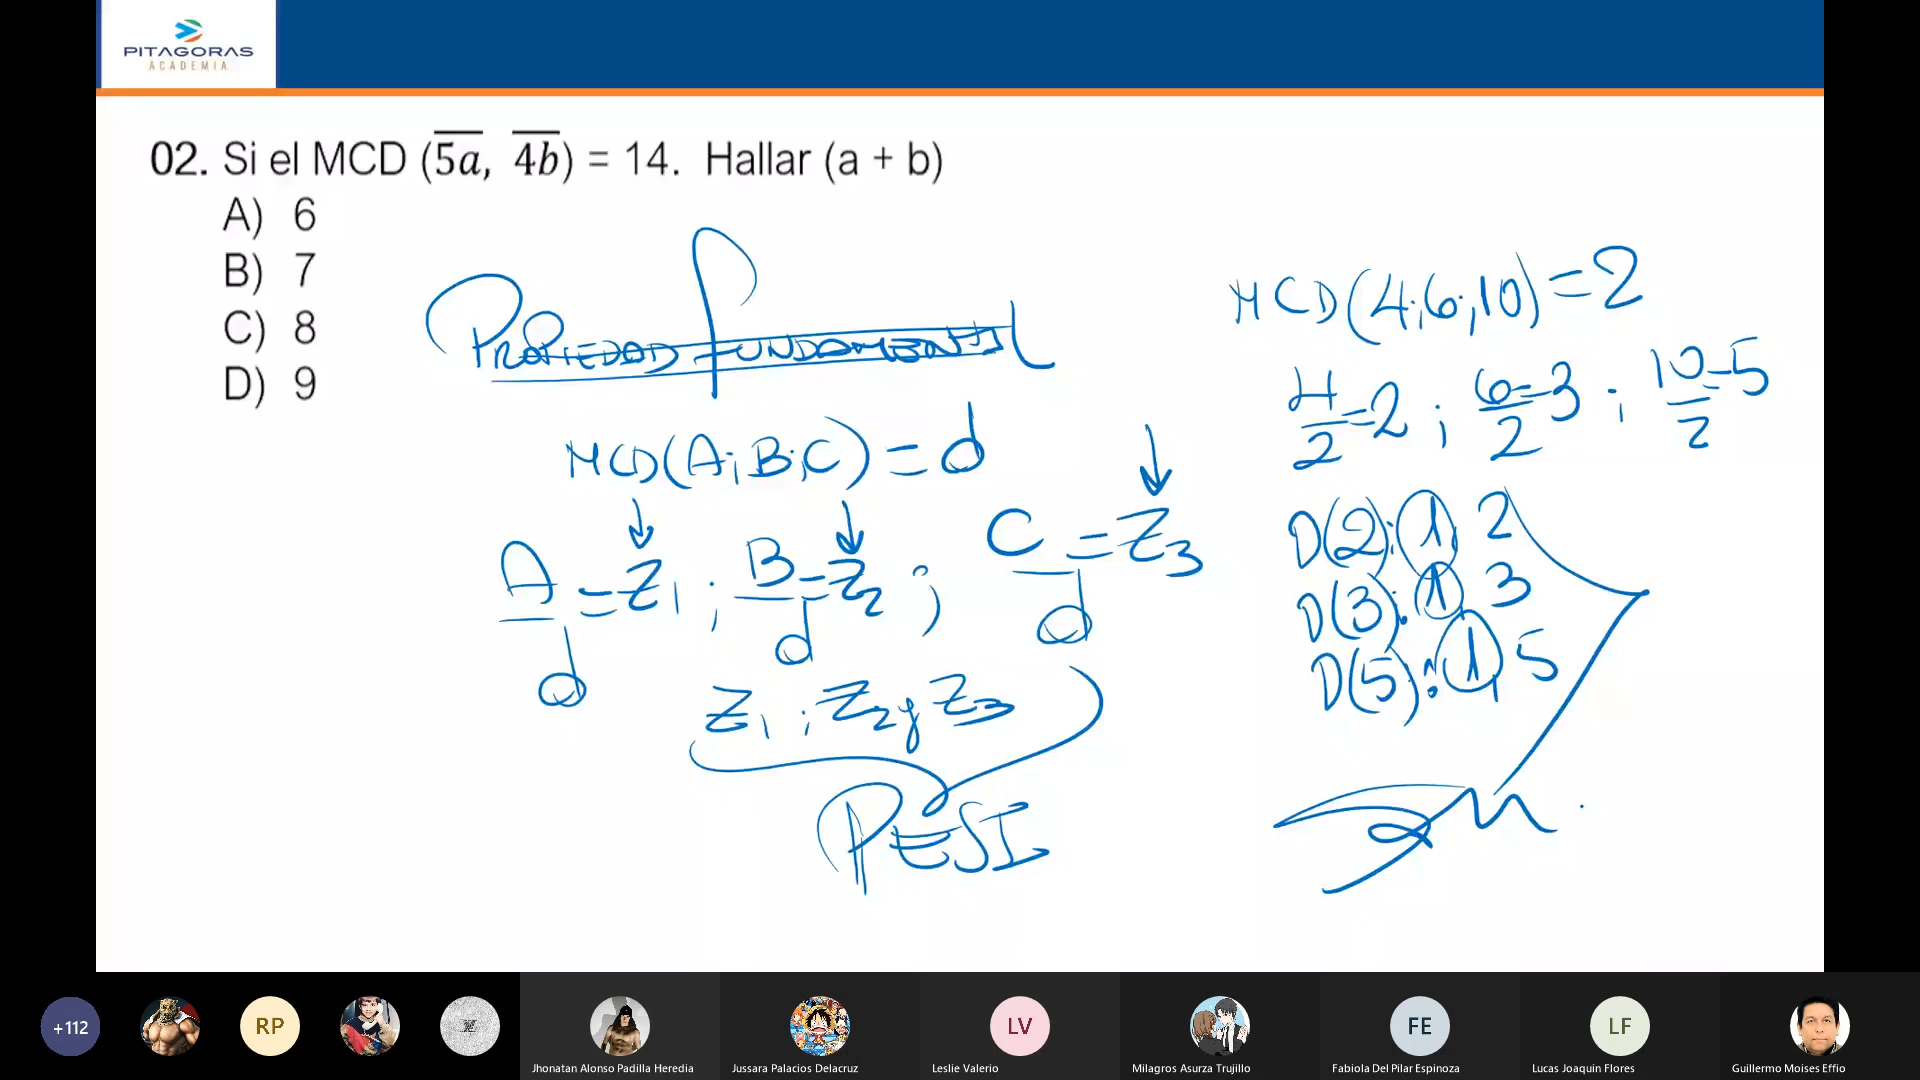 PITAGORAS
ACADEMIA
02. Si el MCD (5a, 4b) = 14. Hallar (a + b)
A) 6
B) 7
C) 8
D) 9
PROPIEDAD FUNDAMENTAL
MCD(A;B;C) = d
A/d = Z1 ; B/d = Z2 ; C/d = Z3
Z1 ; Z2 y Z3
PESI
MCD(4;6;10) = 2
4/2 = 2 ; 6/2 = 3 ; 10/2 = 5
D(2): 1, 2
D(3): 1, 3
D(5): 1, 5
+112
RP
LV
FE
LF
Jhonatan Alonso Padilla Heredia
Jussara Palacios Delacruz
Leslie Valerio
Milagros Asurza Trujillo
Fabiola Del Pilar Espinoza
Lucas Joaquin Flores
Guillermo Moises Effio